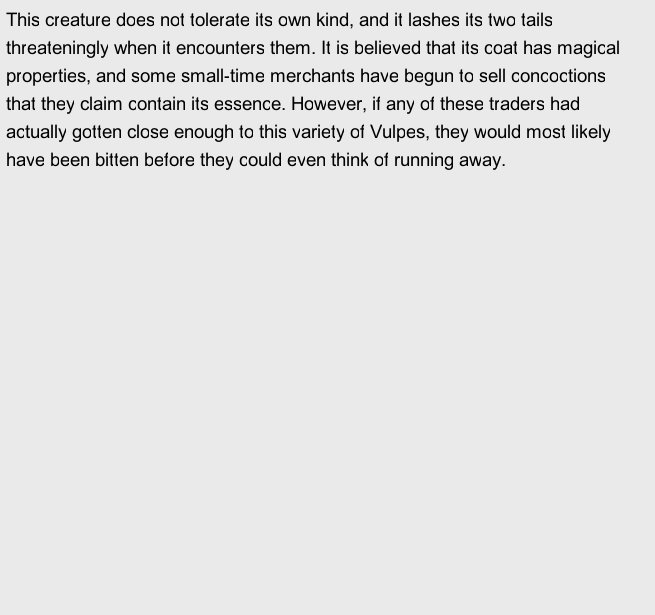 This creature does not tolerate its own kind, and it lashes its two tails
threateningly when it encounters them. It is believed that its coat has magical
properties, and some small-time merchants have begun to sell concoctions
that they claim contain its essence. However, if any of these traders had
actually gotten close enough to this variety of Vulpes, they would most likely
have been bitten before they could even think of running away.